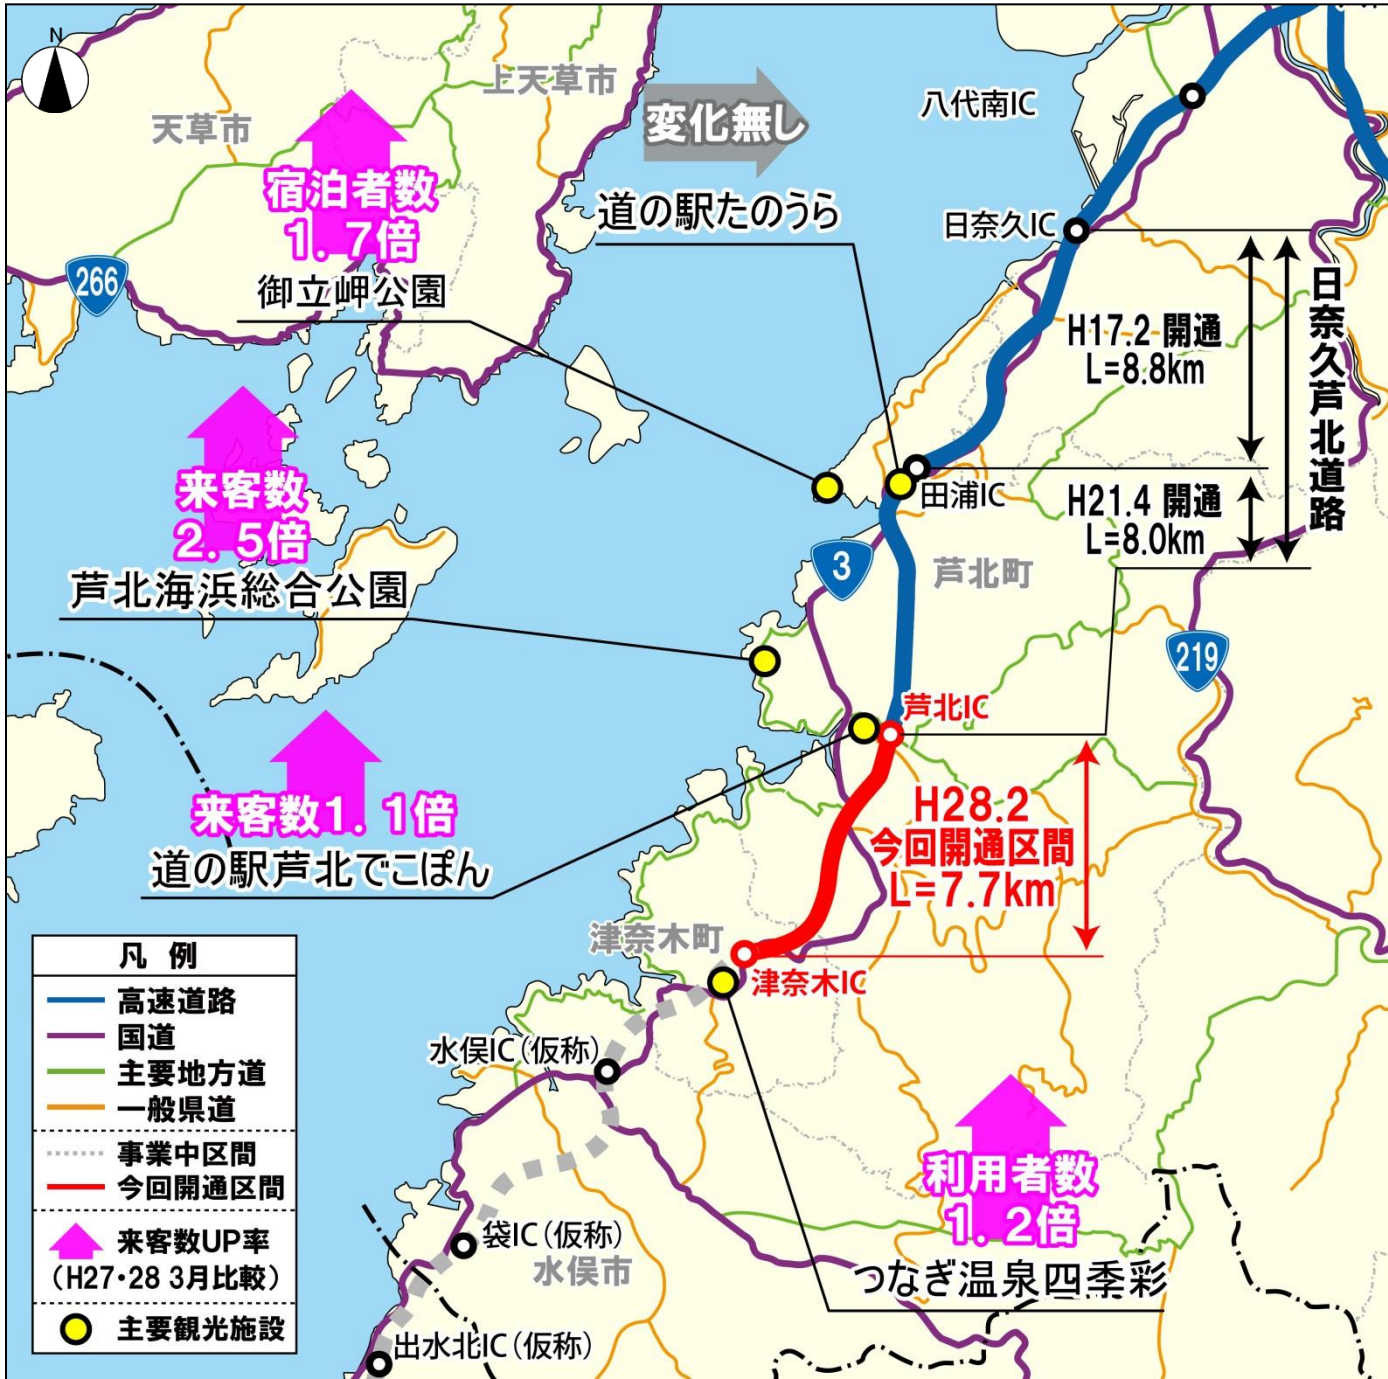 N
上天草市
天草市
変化無し
八代南IC
宿泊者数
1.7倍
道の駅たのうら
日奈久IC
266
御立岬公園
日奈久芦北道路
H17.2 開通
L=8.8km
来客数
2.5倍
田浦IC
H21.4 開通
L=8.0km
3
芦北町
芦北海浜総合公園
219
芦北IC
来客数1.1倍
H28.2
今回開通区間
L=7.7km
道の駅芦北でこぽん
津奈木町
津奈木IC
凡 例
高速道路
国道
主要地方道
一般県道
事業中区間
今回開通区間
来客数UP率
(H27・28 3月比較)
主要観光施設
水俣IC(仮称)
利用者数
1.2倍
袋IC(仮称)
水俣市
つなぎ温泉四季彩
出水北IC(仮称)